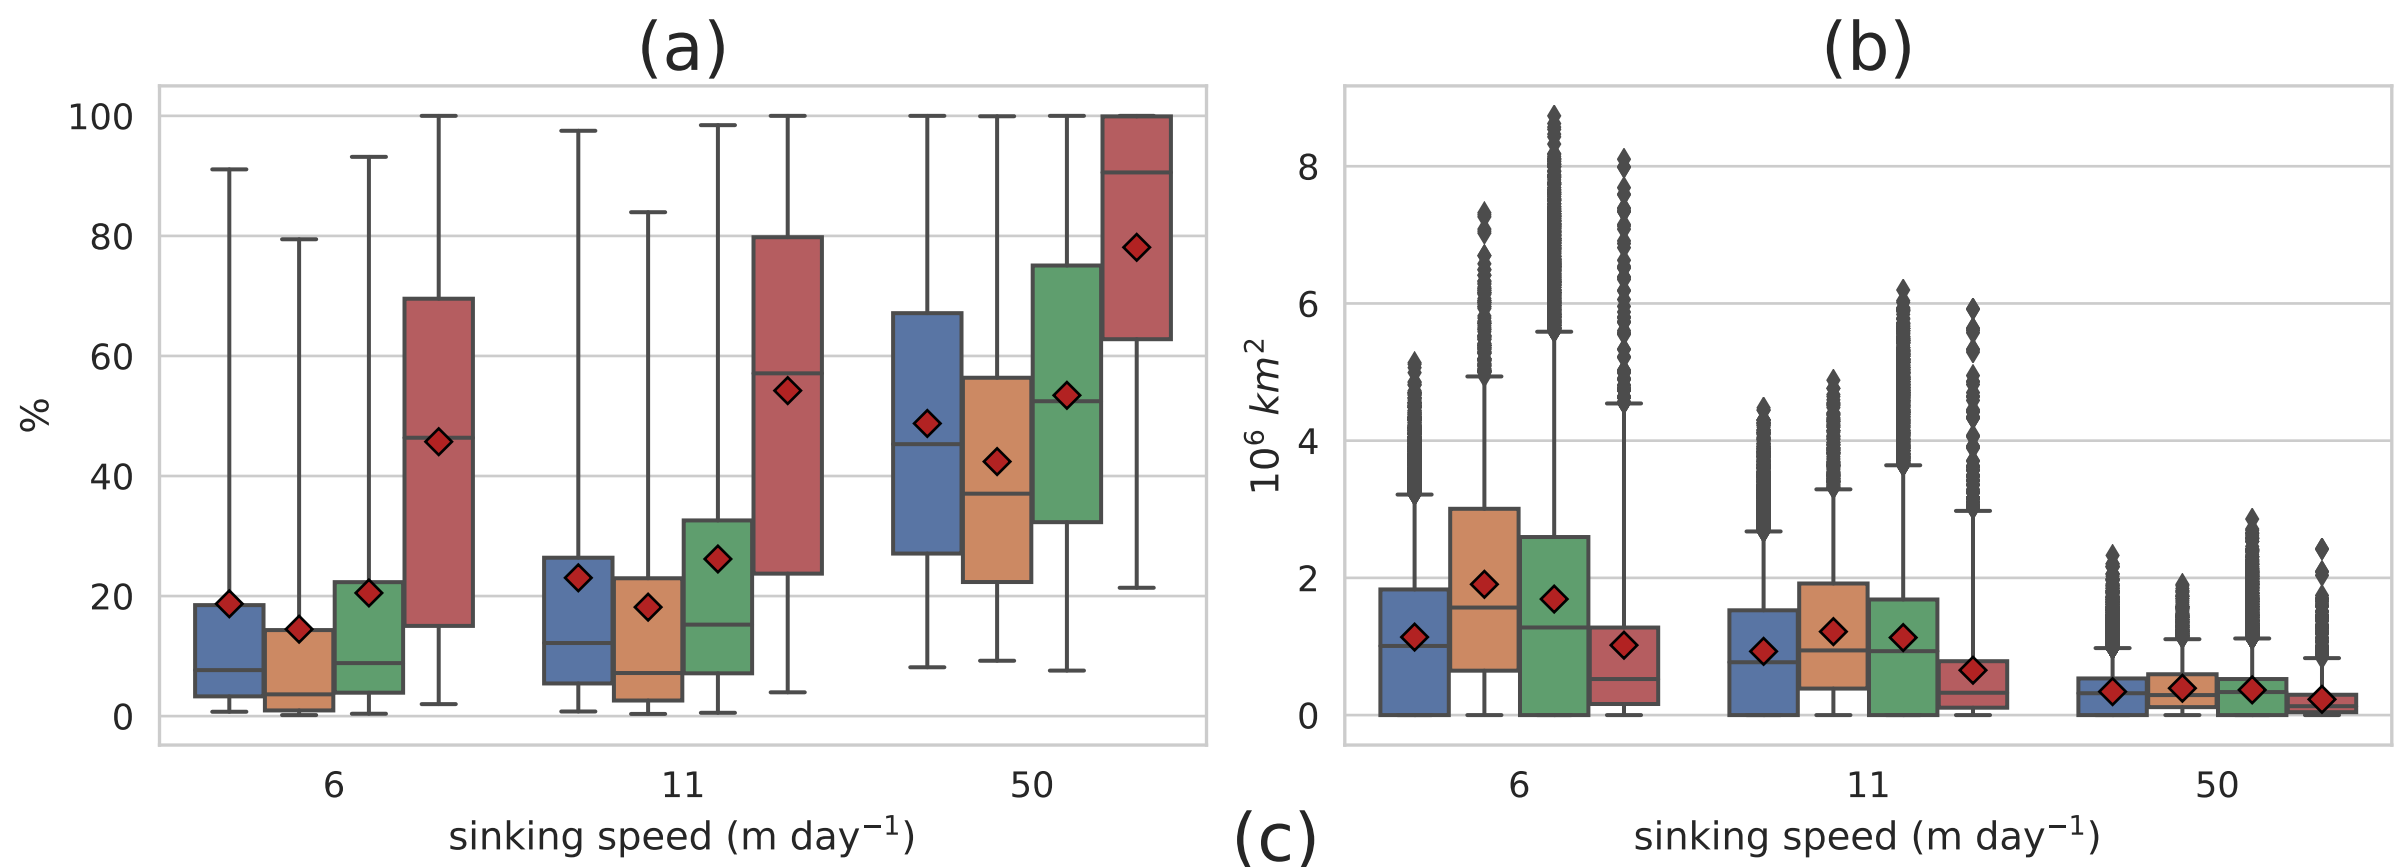 (a)
100
80
60
40
20
0
%
6 11 50
sinking speed (m day⁻¹)
(b)
8
6
4
2
0
10⁶ km²
6 11 50
sinking speed (m day⁻¹)
(c)